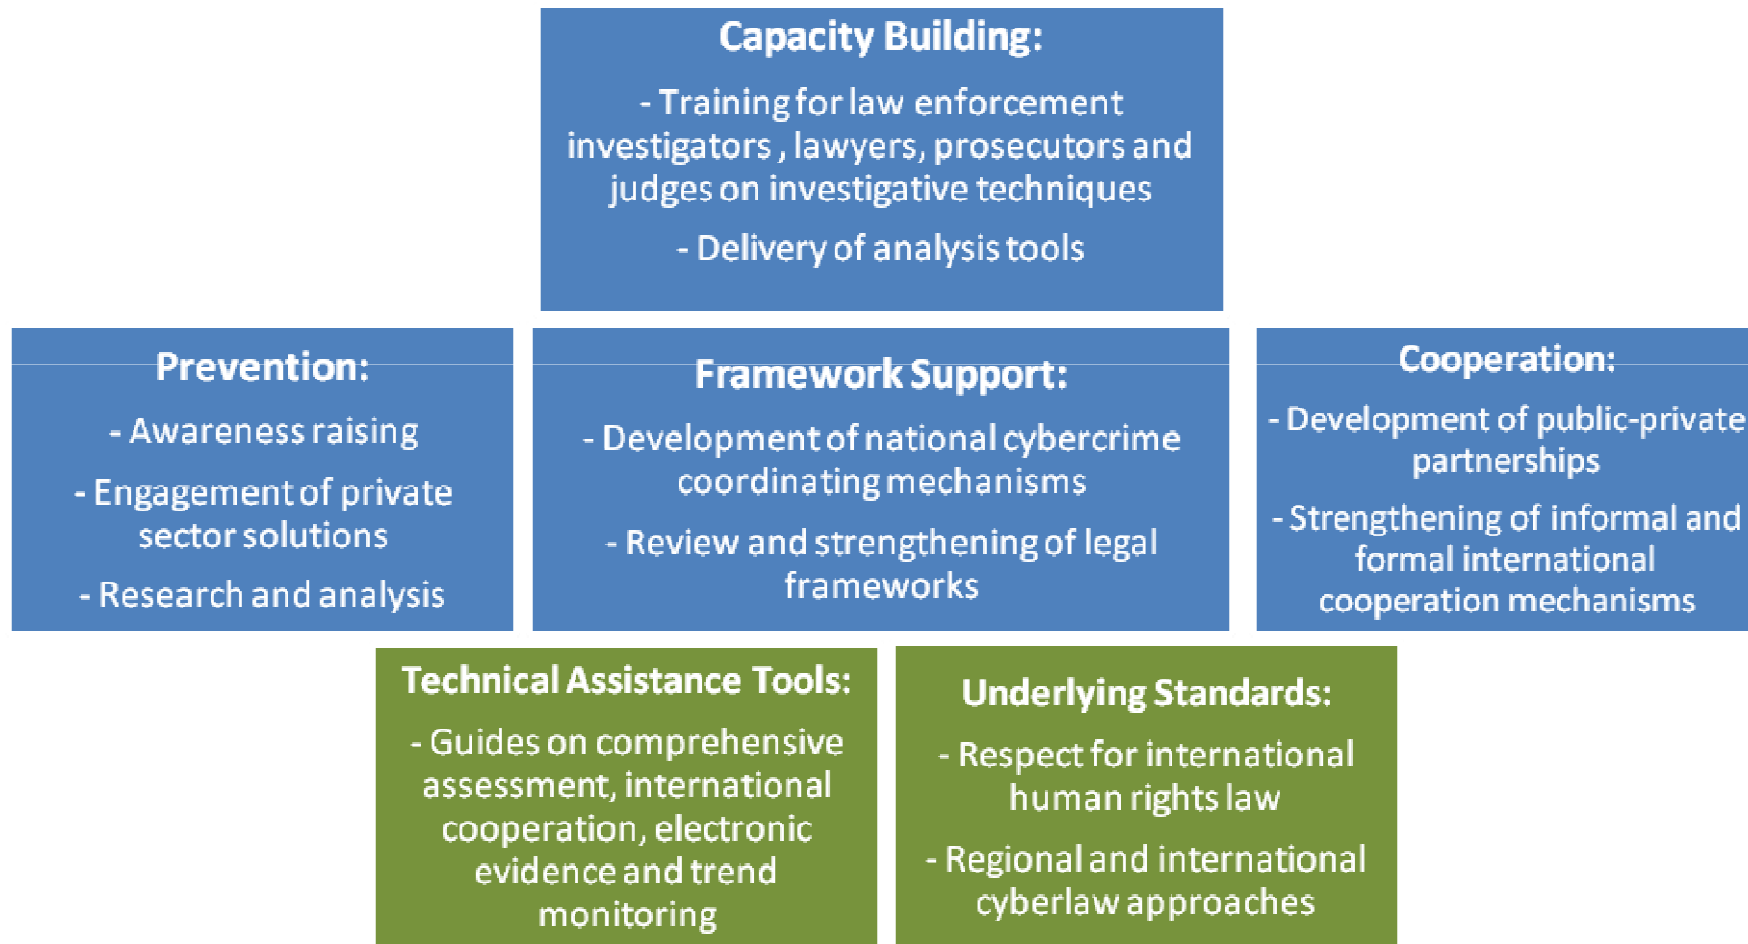 Capacity Building:
- Training for law enforcement
investigators , lawyers, prosecutors and
judges on investigative techniques
- Delivery of analysis tools
Prevention:
- Awareness raising
- Engagement of private
sector solutions
- Research and analysis
Framework Support:
- Development of national cybercrime
coordinating mechanisms
- Review and strengthening of legal
frameworks
Cooperation:
- Development of public-private
partnerships
- Strengthening of informal and
formal international
cooperation mechanisms
Technical Assistance Tools:
- Guides on comprehensive
assessment, international
cooperation, electronic
evidence and trend
monitoring
Underlying Standards:
- Respect for international
human rights law
- Regional and international
cyberlaw approaches